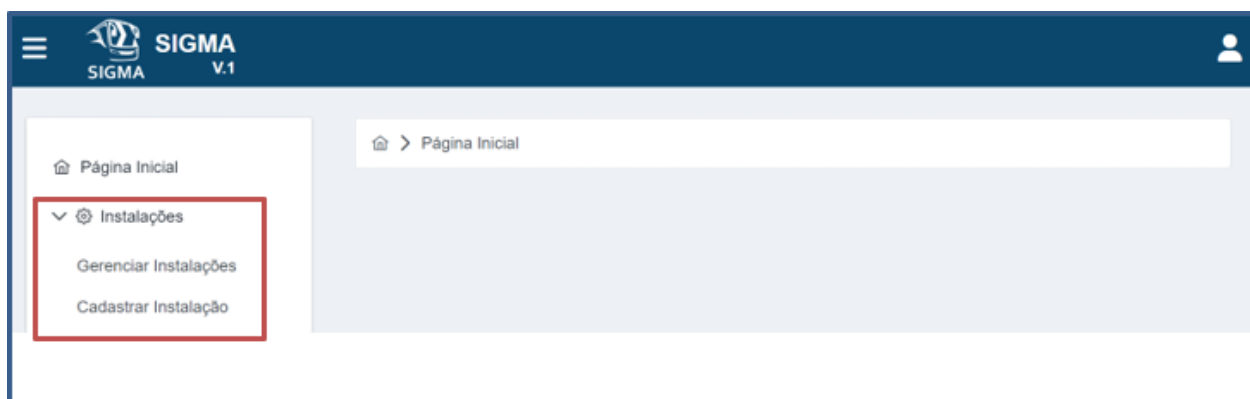 SIGMA
SIGMA
V.1
Página Inicial
Página Inicial
Instalações
Gerenciar Instalações
Cadastrar Instalação